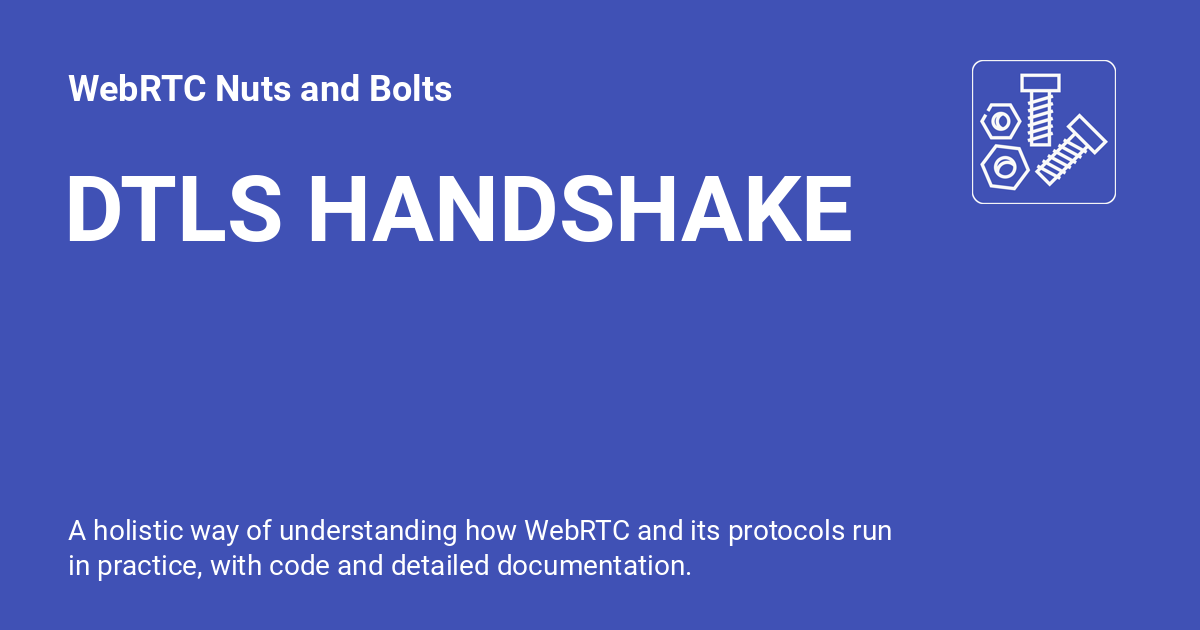 WebRTC Nuts and Bolts
DTLS HANDSHAKE
A holistic way of understanding how WebRTC and its protocols run
in practice, with code and detailed documentation.